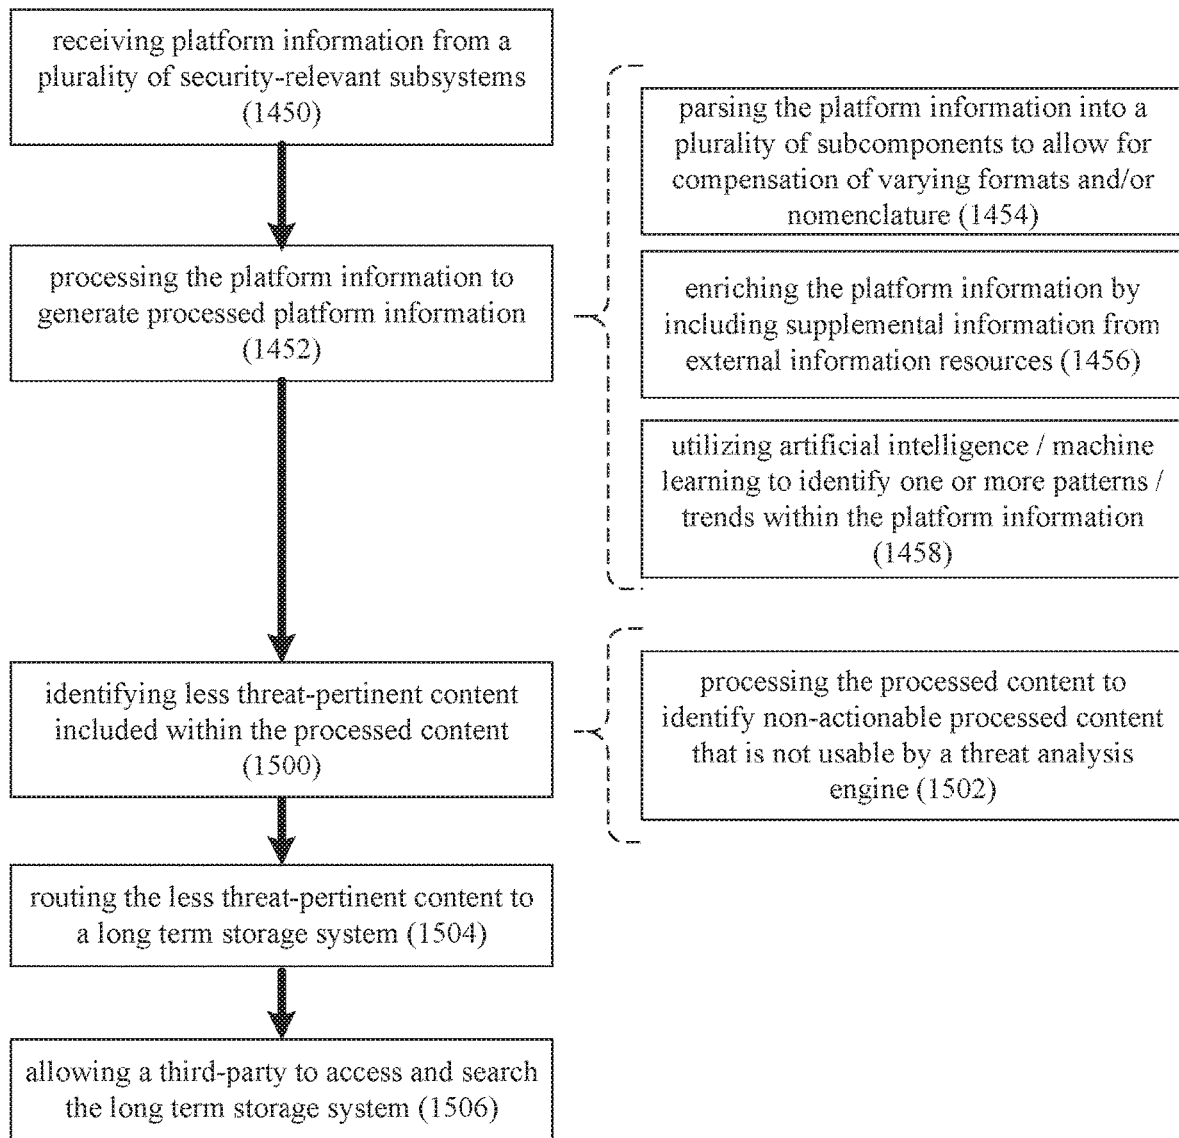 receiving platform information from a
plurality of security-relevant subsystems
(1450)
processing the platform information to
generate processed platform information
(1452)
parsing the platform information into a
plurality of subcomponents to allow for
compensation of varying formats and/or
nomenclature (1454)
enriching the platform information by
including supplemental information from
external information resources (1456)
utilizing artificial intelligence / machine
learning to identify one or more patterns /
trends within the platform information
(1458)
identifying less threat-pertinent content
included within the processed content
(1500)
processing the processed content to
identify non-actionable processed content
that is not usable by a threat analysis
engine (1502)
routing the less threat-pertinent content to
a long term storage system (1504)
allowing a third-party to access and search
the long term storage system (1506)